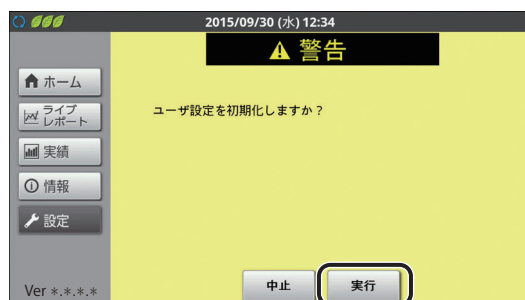 2015/09/30 (水) 12:34
警告
ホーム
ライブ
レポート
実績
情報
設定
ユーザ設定を初期化しますか？
中止
実行
Ver *.*.*.*